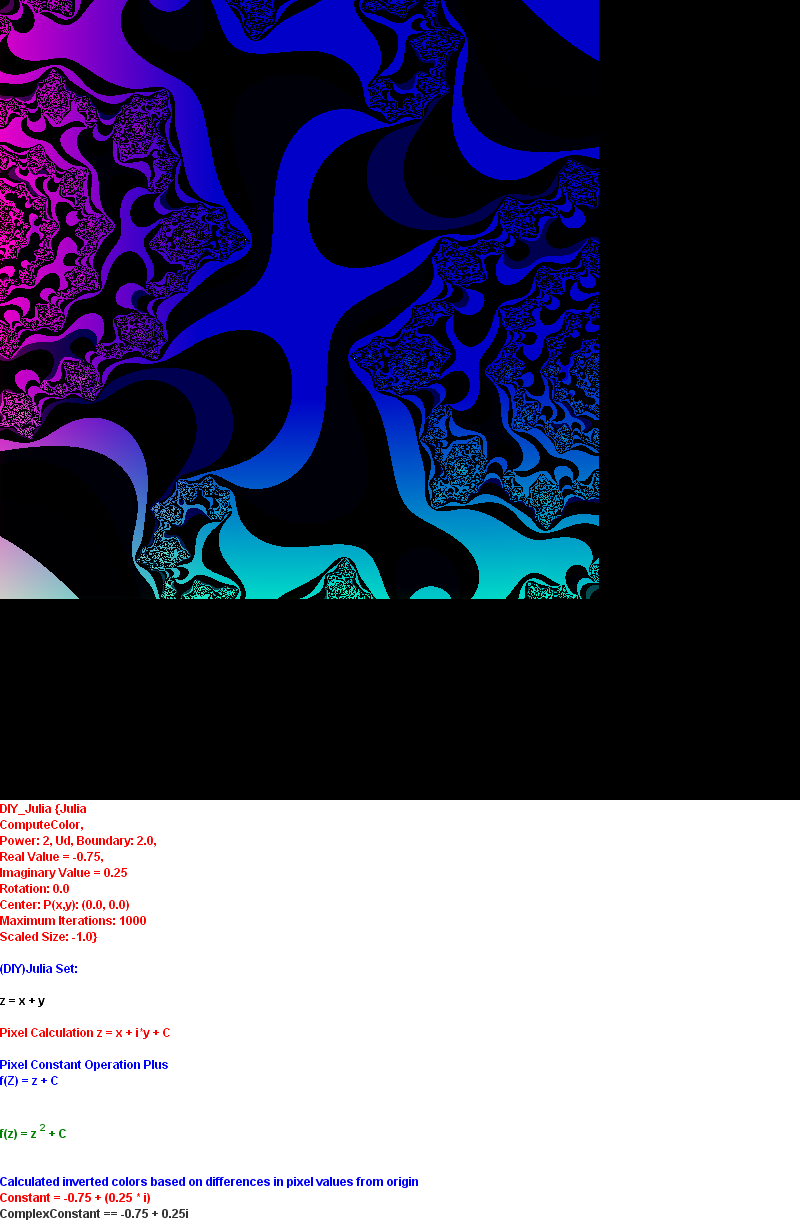 DIY_Julia {Julia
ComputeColor,
Power: 2, Ud, Boundary: 2.0,
Real Value = -0.75,
Imaginary Value = 0.25
Rotation: 0.0
Center: P(x,y): (0.0, 0.0)
Maximum Iterations: 1000
Scaled Size: -1.0}
(DIY)Julia Set:
z = x + y
Pixel Calculation z = x + i*y + C
Pixel Constant Operation Plus
f(Z) = z + C
f(z) = z 2 + C
Calculated inverted colors based on differences in pixel values from origin
Constant = -0.75 + (0.25 * i)
ComplexConstant == -0.75 + 0.25i